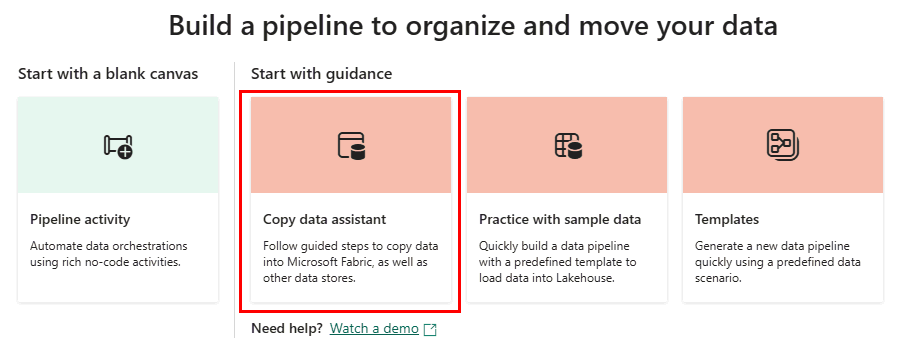 Build a pipeline to organize and move your data
Start with a blank canvas
Start with guidance
Pipeline activity
Automate data orchestrations
using rich no-code activities.
Copy data assistant
Follow guided steps to copy data
into Microsoft Fabric, as well as
other data stores.
Practice with sample data
Quickly build a data pipeline
with a predefined template to
load data into Lakehouse.
Templates
Generate a new data pipeline
quickly using a predefined data
scenario.
Need help? Watch a demo